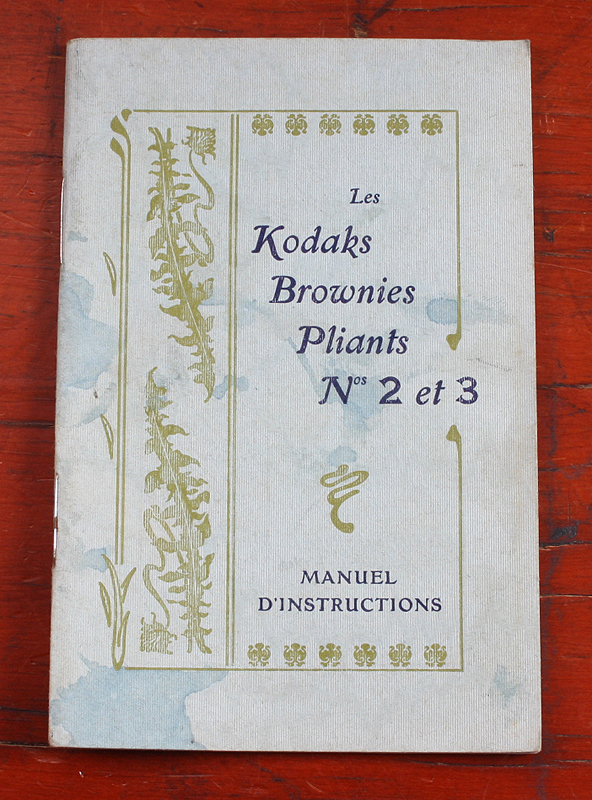 Les
Kodaks
Brownies
Pliants
Nos 2 et 3
MANUEL
D'INSTRUCTIONS